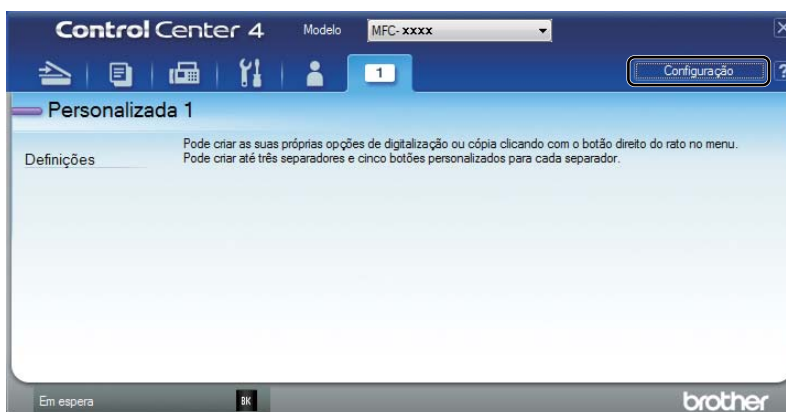 Control Center 4
Modelo
MFC-xxxx
1
Configuração
?
Personalizada 1
Definições
Pode criar as suas próprias opções de digitalização ou cópia clicando com o botão direito do rato no menu.
Pode criar até três separadores e cinco botões personalizados para cada separador.
Em espera
BK
brother